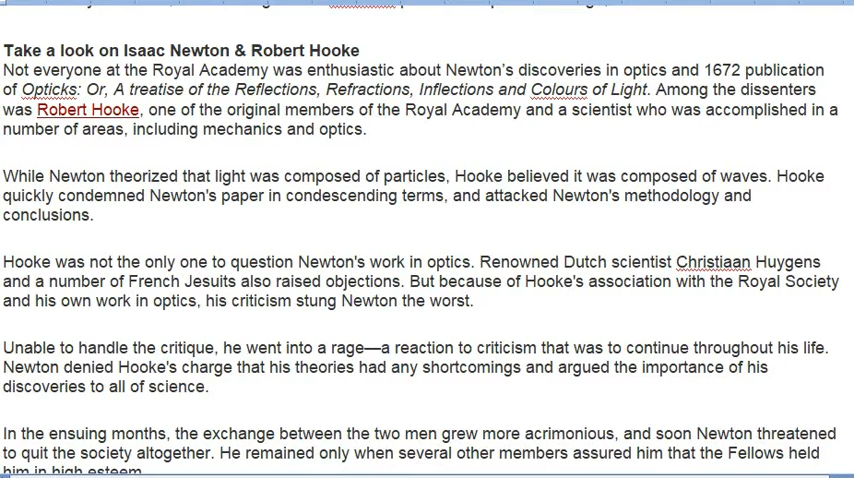 Take a look on Isaac Newton & Robert Hooke
Not everyone at the Royal Academy was enthusiastic about Newton’s discoveries in optics and 1672 publication
of Opticks: Or, A treatise of the Reflections, Refractions, Inflections and Colours of Light. Among the dissenters
was Robert Hooke, one of the original members of the Royal Academy and a scientist who was accomplished in a
number of areas, including mechanics and optics.
While Newton theorized that light was composed of particles, Hooke believed it was composed of waves. Hooke
quickly condemned Newton's paper in condescending terms, and attacked Newton's methodology and
conclusions.
Hooke was not the only one to question Newton's work in optics. Renowned Dutch scientist Christiaan Huygens
and a number of French Jesuits also raised objections. But because of Hooke's association with the Royal Society
and his own work in optics, his criticism stung Newton the worst.
Unable to handle the critique, he went into a rage—a reaction to criticism that was to continue throughout his life.
Newton denied Hooke's charge that his theories had any shortcomings and argued the importance of his
discoveries to all of science.
In the ensuing months, the exchange between the two men grew more acrimonious, and soon Newton threatened
to quit the society altogether. He remained only when several other members assured him that the Fellows held
him in high esteem.